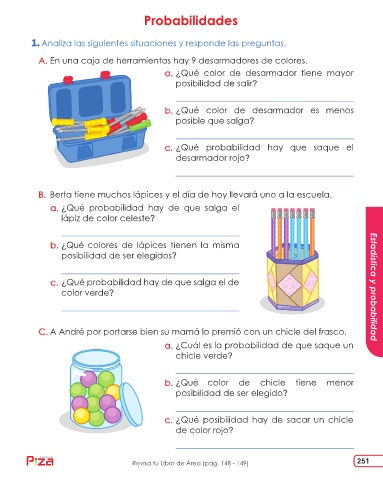 Probabilidades
1. Analiza las siguientes situaciones y responde las preguntas.
A. En una caja de herramientas hay 9 desarmadores de colores.
a. ¿Qué color de desarmador tiene mayor
posibilidad de salir?
b. ¿Qué color de desarmador es menos
posible que salga?
c. ¿Qué probabilidad hay que saque el
desarmador rojo?
B. Berta tiene muchos lápices y el día de hoy llevará uno a la escuela.
a. ¿Qué probabilidad hay de que salga el
lápiz de color celeste?
b. ¿Qué colores de lápices tienen la misma
posibilidad de ser elegidos?
c. ¿Qué probabilidad hay de que salga el de
color verde?
Estadística y probabilidad
C. A André por portarse bien su mamá lo premió con un chicle del frasco.
a. ¿Cuál es la probabilidad de que saque un
chicle verde?
b. ¿Qué color de chicle tiene menor
posibilidad de ser elegido?
c. ¿Qué posibilidad hay de sacar un chicle
de color rojo?
Revisa tu Libro de Área (pág. 148 - 149)
251